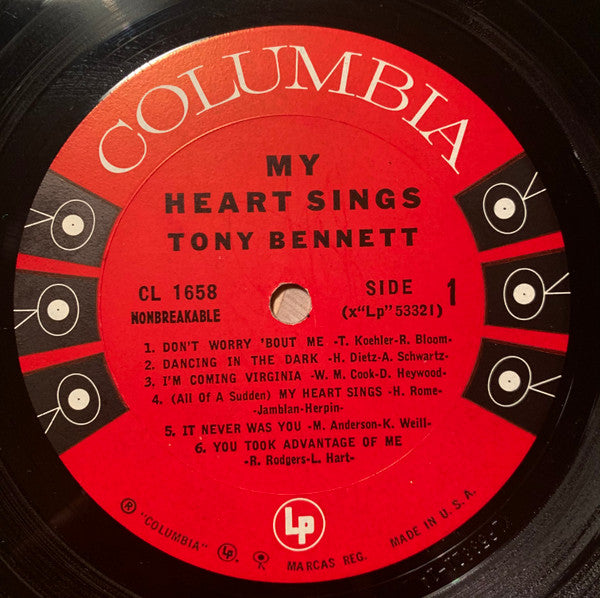 COLUMBIA
MY
HEART SINGS
TONY BENNETT
CL 1658
NONBREAKABLE
SIDE 1
(x"Lp" 53321)
1. DON'T WORRY 'BOUT ME -T. Koehler-R. Bloom-
2. DANCING IN THE DARK -H. Dietz-A. Schwartz-
3. I'M COMING VIRGINIA -W. M. Cook-D. Heywood-
4. (All Of A Sudden) MY HEART SINGS -H. Rome-
-Jamblan-Herpin-
5. IT NEVER WAS YOU -M. Anderson-K. Weill-
6. YOU TOOK ADVANTAGE OF ME
-R. Rodgers-L. Hart-
Lp
® "COLUMBIA" Lp ® MARCAS REG. MADE IN U. S. A.